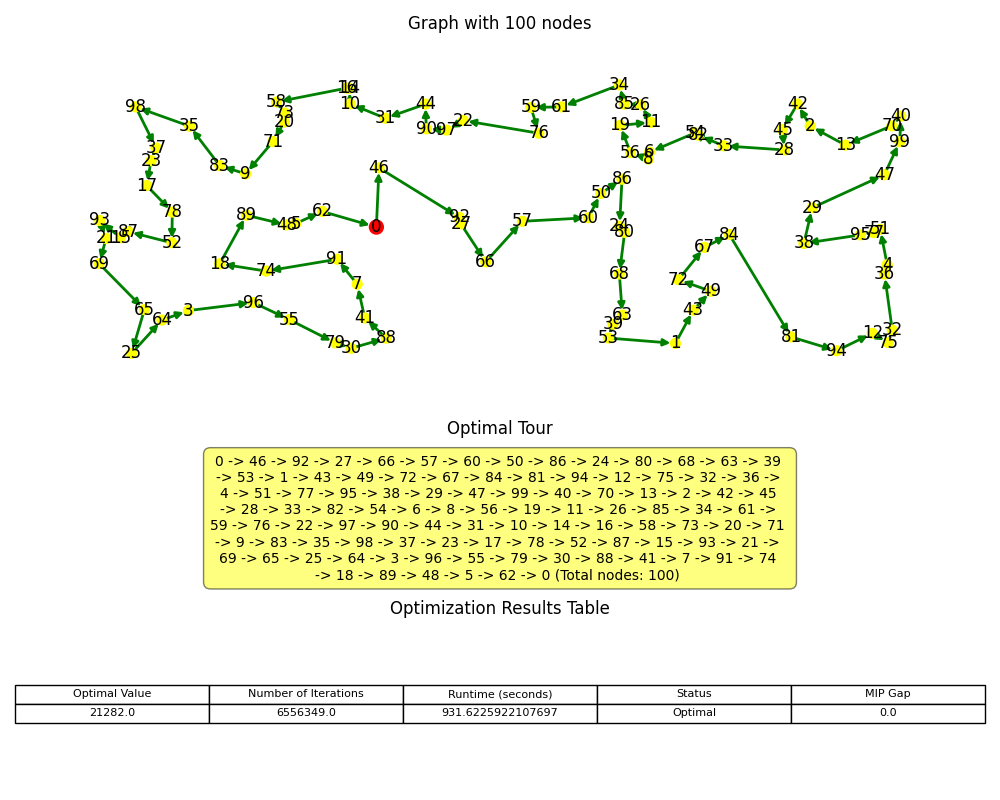 Graph with 100 nodes
34
16 14
58 98 10 44 59 61 85 26 42
73 40
20 35 31 22 19 11 2 70
37 71 90 97 76 54 82 45 13 99
23 83 9 46 56 6 8 33 28 47
17 86
78 89 62 92 50 29
93 48 5 0 27 57 60 24 80 51
21 15 87 52 84 38 95 77
69 18 74 91 66 68 67 4
72 36
65 96 7 63 49
64 3 55 41 39 43 32
25 79 30 88 53 1 81 94 12 75
Optimal Tour
0 -> 46 -> 92 -> 27 -> 66 -> 57 -> 60 -> 50 -> 86 -> 24 -> 80 -> 68 -> 63 -> 39
-> 53 -> 1 -> 43 -> 49 -> 72 -> 67 -> 84 -> 81 -> 94 -> 12 -> 75 -> 32 -> 36 ->
4 -> 51 -> 77 -> 95 -> 38 -> 29 -> 47 -> 99 -> 40 -> 70 -> 13 -> 2 -> 42 -> 45
-> 28 -> 33 -> 82 -> 54 -> 6 -> 8 -> 56 -> 19 -> 11 -> 26 -> 85 -> 34 -> 61 ->
59 -> 76 -> 22 -> 97 -> 90 -> 44 -> 31 -> 10 -> 14 -> 16 -> 58 -> 73 -> 20 -> 71
-> 9 -> 83 -> 35 -> 98 -> 37 -> 23 -> 17 -> 78 -> 52 -> 87 -> 15 -> 93 -> 21 ->
69 -> 65 -> 25 -> 64 -> 3 -> 96 -> 55 -> 79 -> 30 -> 88 -> 41 -> 7 -> 91 -> 74
-> 18 -> 89 -> 48 -> 5 -> 62 -> 0 (Total nodes: 100)
Optimization Results Table
Optimal Value Number of Iterations Runtime (seconds) Status MIP Gap
21282.0 6556349.0 931.6225922107697 Optimal 0.0